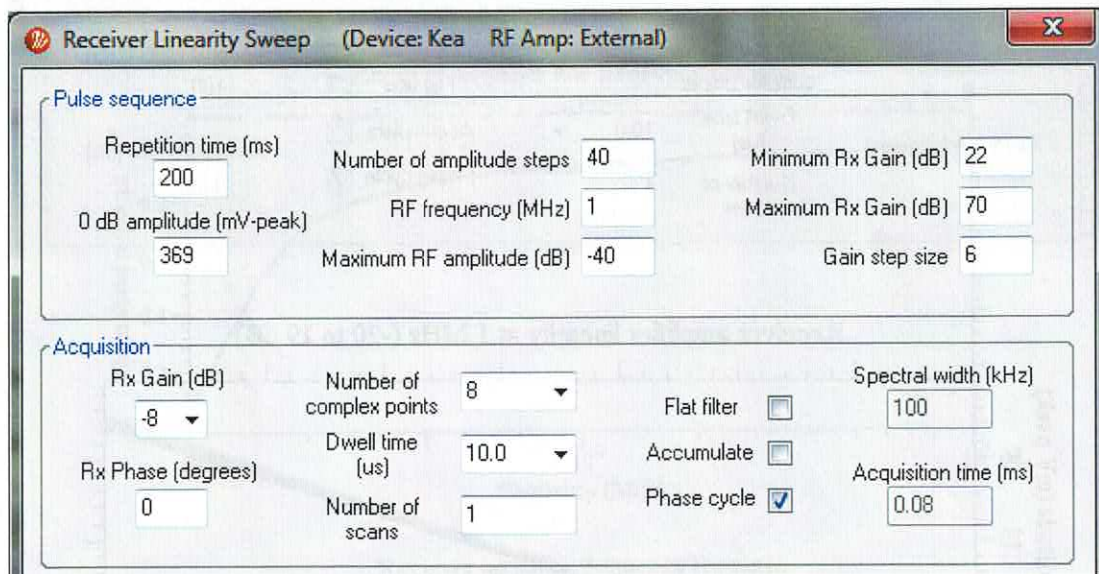 Receiver Linearity Sweep (Device: Kea RF Amp: External)
Pulse sequence
Repetition time (ms)
200
0 dB amplitude (mV-peak)
369
Number of amplitude steps 40
RF frequency (MHz) 1
Maximum RF amplitude (dB) -40
Minimum Rx Gain (dB) 22
Maximum Rx Gain (dB) 70
Gain step size 6
Acquisition
Rx Gain (dB)
-8
Rx Phase (degrees)
0
Number of
complex points
8
Dwell time
(us)
10.0
Number of
scans
1
Flat filter
Accumulate
Phase cycle
Spectral width (kHz)
100
Acquisition time (ms)
0.08